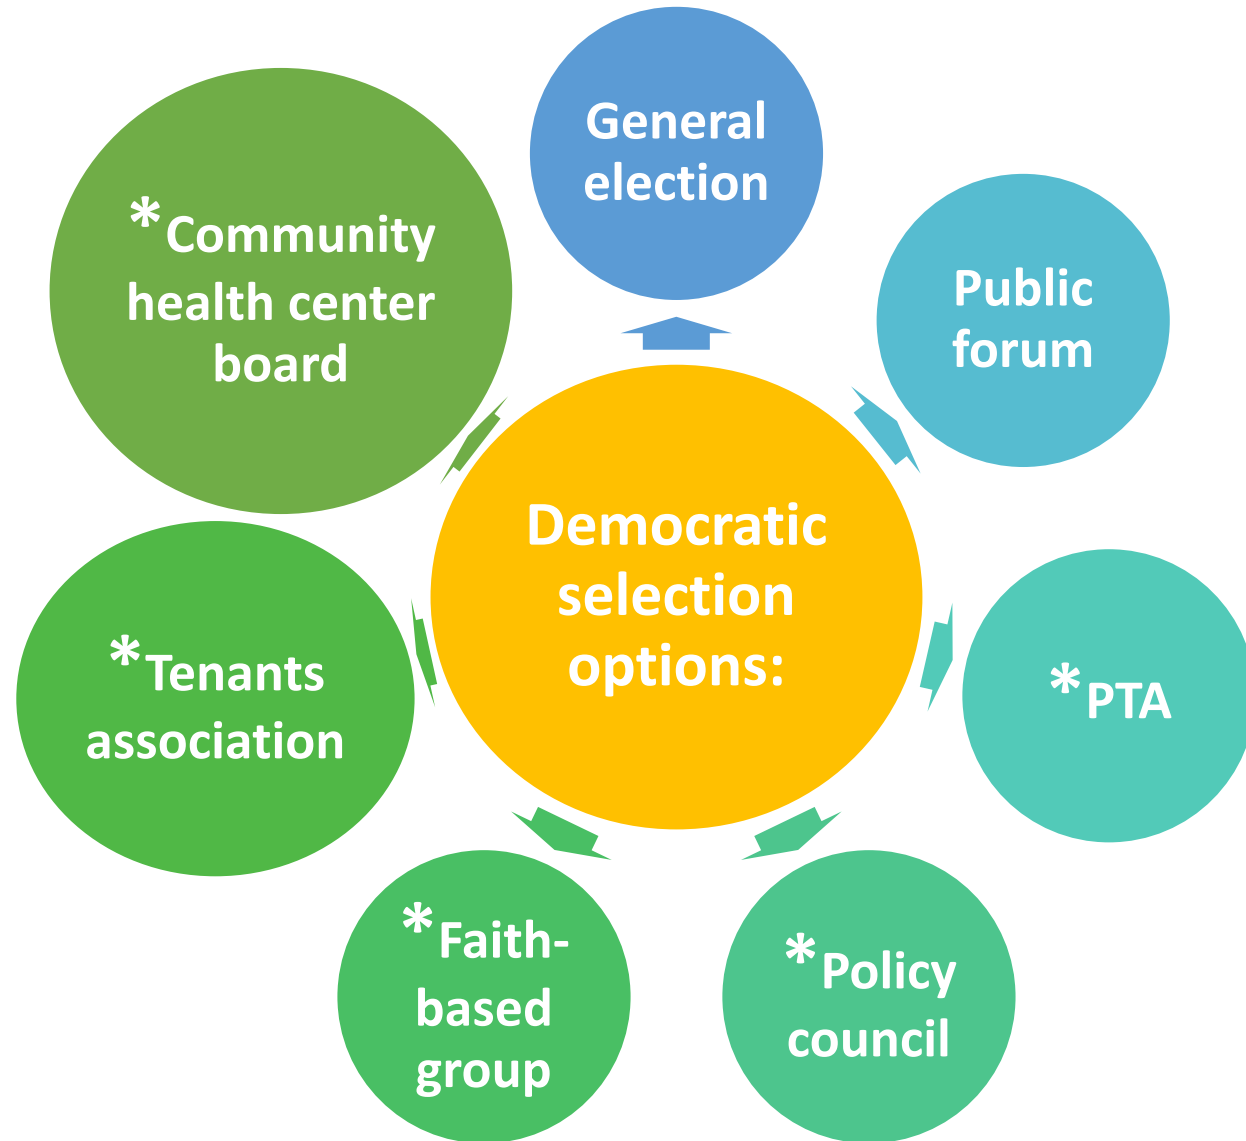 General
election
Public
forum
*PTA
*Policy
council
*Faith-
based
group
*Tenants
association
*Community
health center
board
Democratic
selection
options: